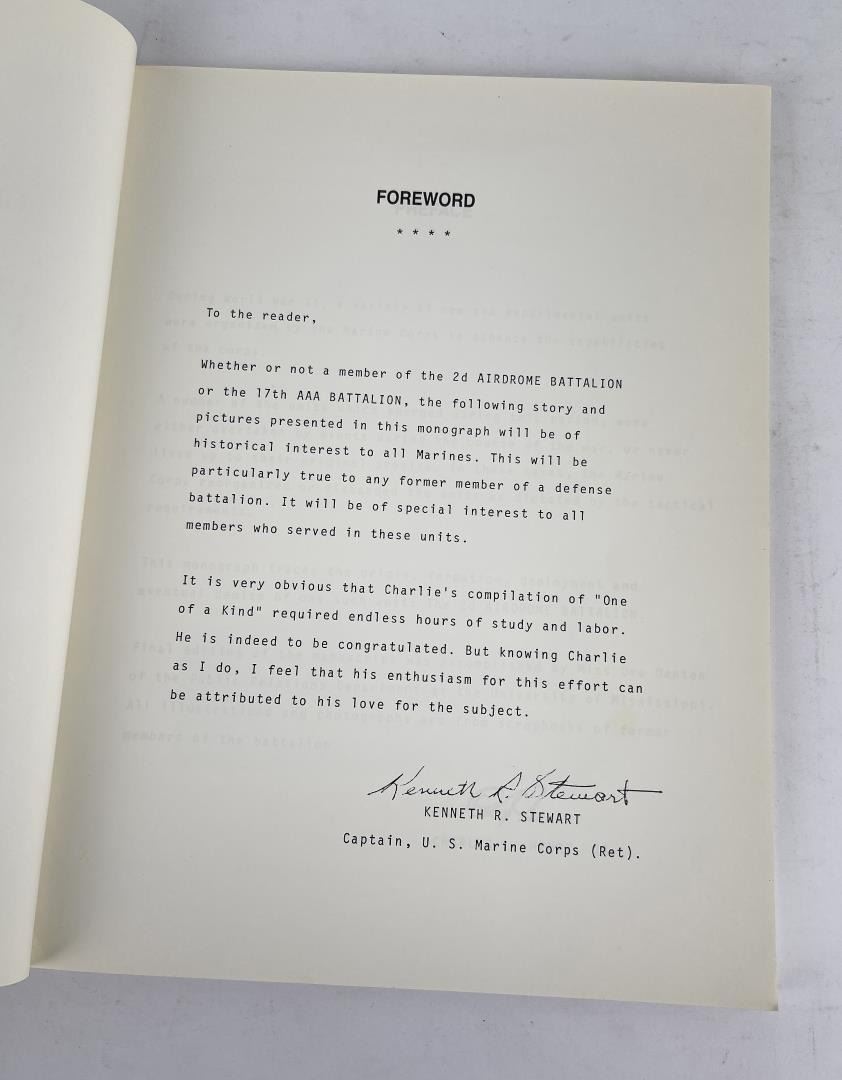 FOREWORD
* * * *
To the reader,
Whether or not a member of the 2d AIRDROME BATTALION
or the 17th AAA BATTALION, the following story and
pictures presented in this monograph will be of
historical interest to all Marines. This will be
particularly true to any former member of a defense
battalion. It will be of special interest to all
members who served in these units.
It is very obvious that Charlie's compilation of "One
of a Kind" required endless hours of study and labor.
He is indeed to be congratulated. But knowing Charlie
as I do, I feel that his enthusiasm for this effort can
be attributed to his love for the subject.
Kenneth R. Stewart
KENNETH R. STEWART
Captain, U. S. Marine Corps (Ret).